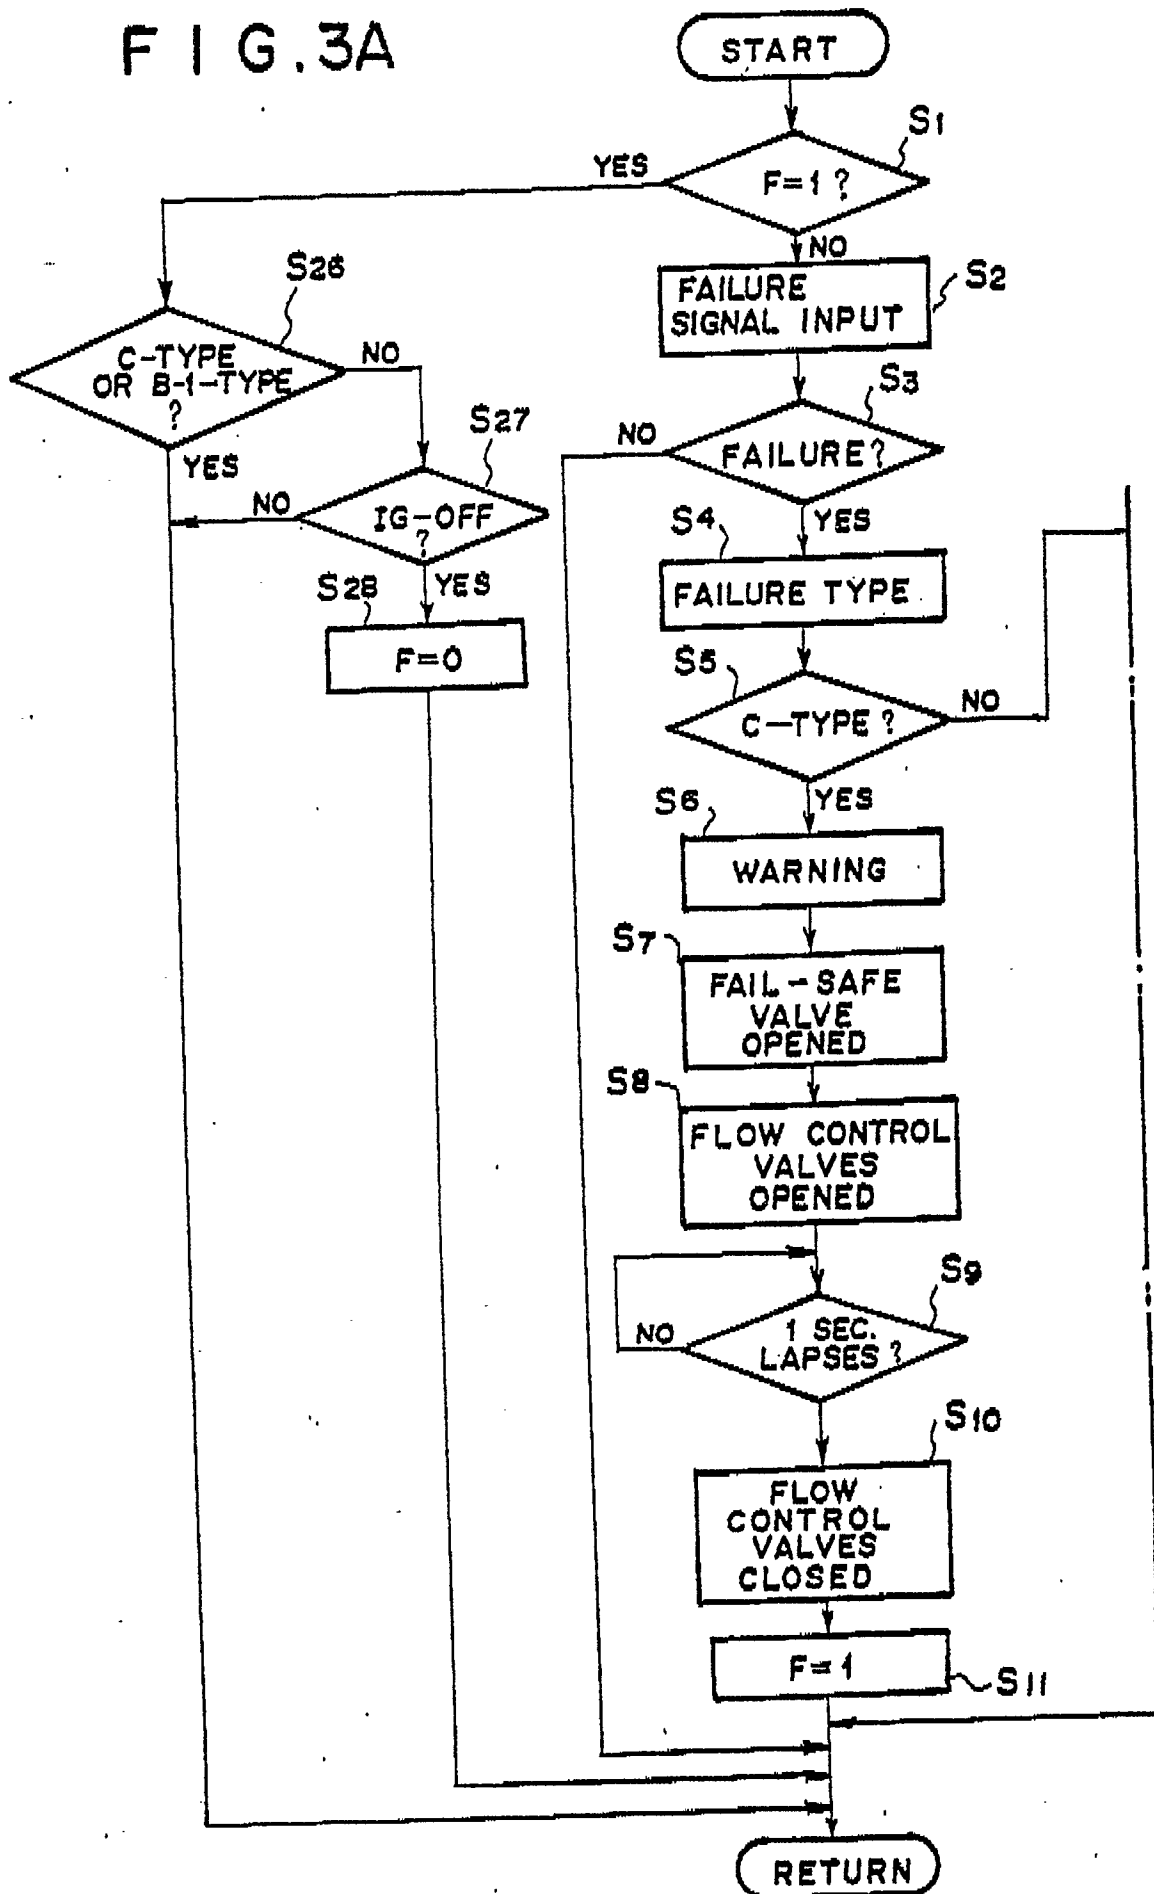 FIG.3A
START
S1
F=1?
YES
NO
S2
FAILURE
SIGNAL INPUT
S26
C-TYPE
OR B-1-TYPE
?
NO
YES
S3
FAILURE?
NO
YES
S27
IG-OFF
?
NO
YES
S4
FAILURE TYPE
S28
F=0
S5
C-TYPE?
NO
YES
S6
WARNING
S7
FAIL-SAFE
VALVE
OPENED
S8
FLOW CONTROL
VALVES
OPENED
S9
1 SEC.
LAPSES?
NO
S10
FLOW
CONTROL
VALVES
CLOSED
F=1
S11
RETURN